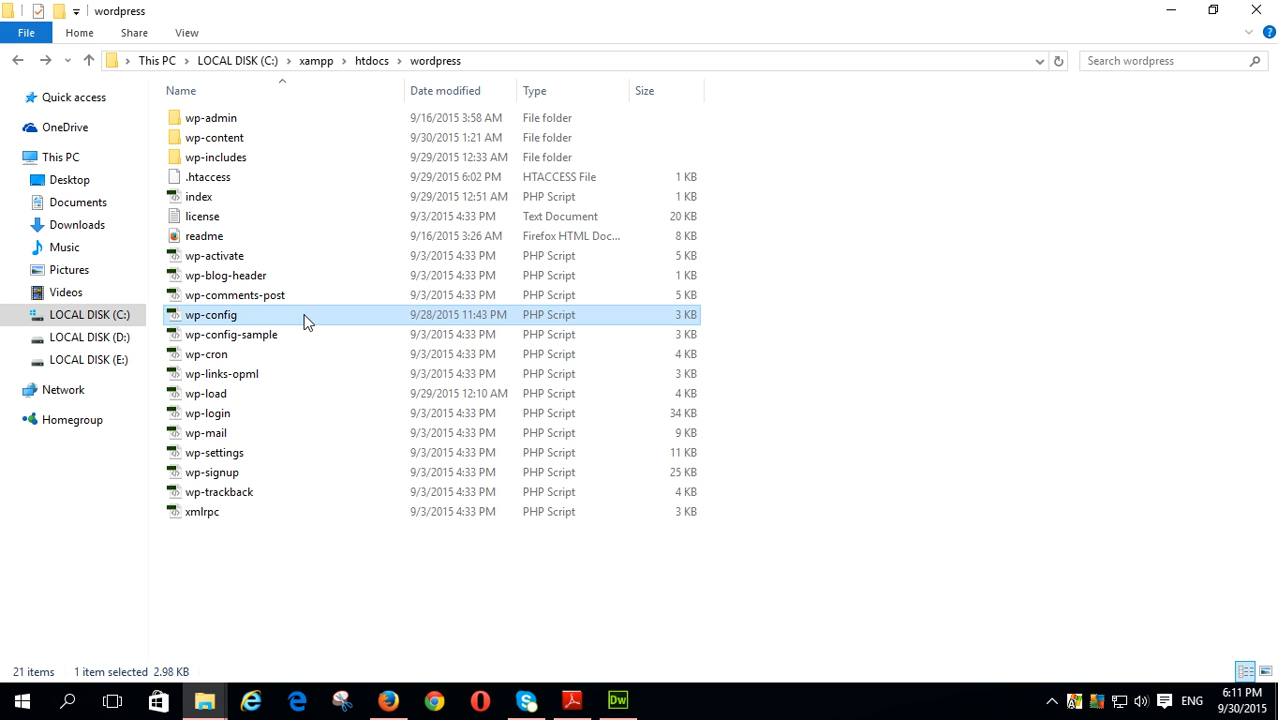 wordpress
File Home Share View
This PC LOCAL DISK (C:) xampp htdocs wordpress Search wordpress
Name Date modified Type Size
Quick access
OneDrive
This PC
Desktop
Documents
Downloads
Music
Pictures
Videos
LOCAL DISK (C:)
LOCAL DISK (D:)
LOCAL DISK (E:)
Network
Homegroup
wp-admin 9/16/2015 3:58 AM File folder
wp-content 9/30/2015 1:21 AM File folder
wp-includes 9/29/2015 12:33 AM File folder
.htaccess 9/29/2015 6:02 PM HTACCESS File 1 KB
index 9/29/2015 12:51 AM PHP Script 1 KB
license 9/3/2015 4:33 PM Text Document 20 KB
readme 9/16/2015 3:26 AM Firefox HTML Doc... 8 KB
wp-activate 9/3/2015 4:33 PM PHP Script 5 KB
wp-blog-header 9/3/2015 4:33 PM PHP Script 1 KB
wp-comments-post 9/3/2015 4:33 PM PHP Script 5 KB
wp-config 9/28/2015 11:43 PM PHP Script 3 KB
wp-config-sample 9/3/2015 4:33 PM PHP Script 3 KB
wp-cron 9/3/2015 4:33 PM PHP Script 4 KB
wp-links-opml 9/3/2015 4:33 PM PHP Script 3 KB
wp-load 9/29/2015 12:10 AM PHP Script 4 KB
wp-login 9/3/2015 4:33 PM PHP Script 34 KB
wp-mail 9/3/2015 4:33 PM PHP Script 9 KB
wp-settings 9/3/2015 4:33 PM PHP Script 11 KB
wp-signup 9/3/2015 4:33 PM PHP Script 25 KB
wp-trackback 9/3/2015 4:33 PM PHP Script 4 KB
xmlrpc 9/3/2015 4:33 PM PHP Script 3 KB
21 items 1 item selected 2.98 KB
Dw
ENG
6:11 PM
9/30/2015